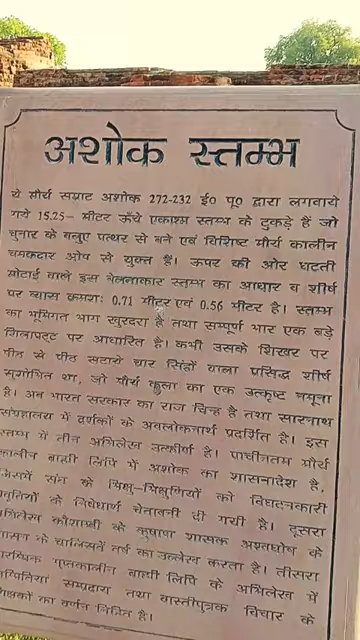 अशोक स्तम्भ
ये मौर्य सम्राट अशोक 272-232 ई० पू० द्वारा लगवाये
गये 15.25- मीटर ऊँचे एकाश्म स्तम्भ के टुकड़े हैं जो
चुनार के बलुए पत्थर से बने एवं विशिष्ट मौर्य कालीन
चमकदार ओप से युक्त हैं। ऊपर की ओर घटती
मोटाई वाले इस बेलनाकार स्तम्भ का आधार व शीर्ष
पर व्यास क्रमशः 0.71 मीटर एवं 0.56 मीटर है। स्तम्भ
का भूमिगत भाग खुरदरा है तथा सम्पूर्ण भार एक बड़े
शिलापट्ट पर आधारित है। कभी उसके शिखर पर
पीठ से पीठ सटाये चार सिंहों वाला प्रसिद्ध शीर्ष
सुशोभित था, जो मौर्य कला का एक उत्कृष्ट नमूना
है। अब भारत सरकार का राज चिन्ह है तथा सारनाथ
संग्रहालय में दर्शकों के अवलोकनार्थ प्रदर्शित है। इस
स्तम्भ में तीन अभिलेख उत्कीर्ण है। प्राचीनतम मौर्य
कालीन ब्राह्मी लिपि में अशोक का शासनादेश है,
जिसमें संघ के भिक्षु-भिक्षुणियों को विघटनकारी
के निषेधार्थ चेतावनी दी गयी है। दूसरा
कौशाम्बी के कुषाण शासक अश्वघोष के
के चालिसवें वर्ष का उल्लेख करता है। तीसरा
गुप्तकालीन ब्राह्मी लिपि के अभिलेख में
सम्प्रदाय तथा वात्सीपुत्रक विचार के
का वर्णन निहित है।